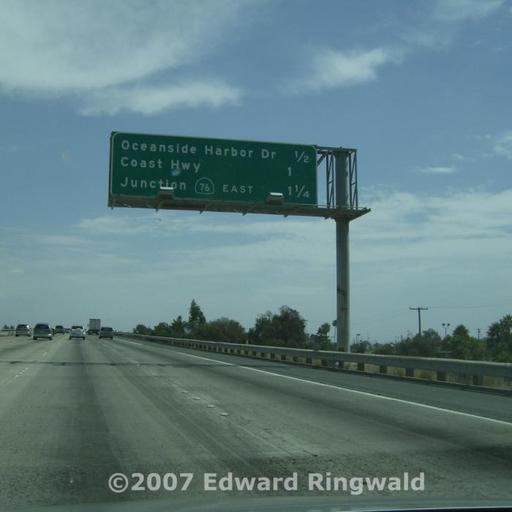 Oceanside Harbor Dr 1/2
Coast Hwy 1
Junction 76 EAST 1 1/4
©2007 Edward Ringwald